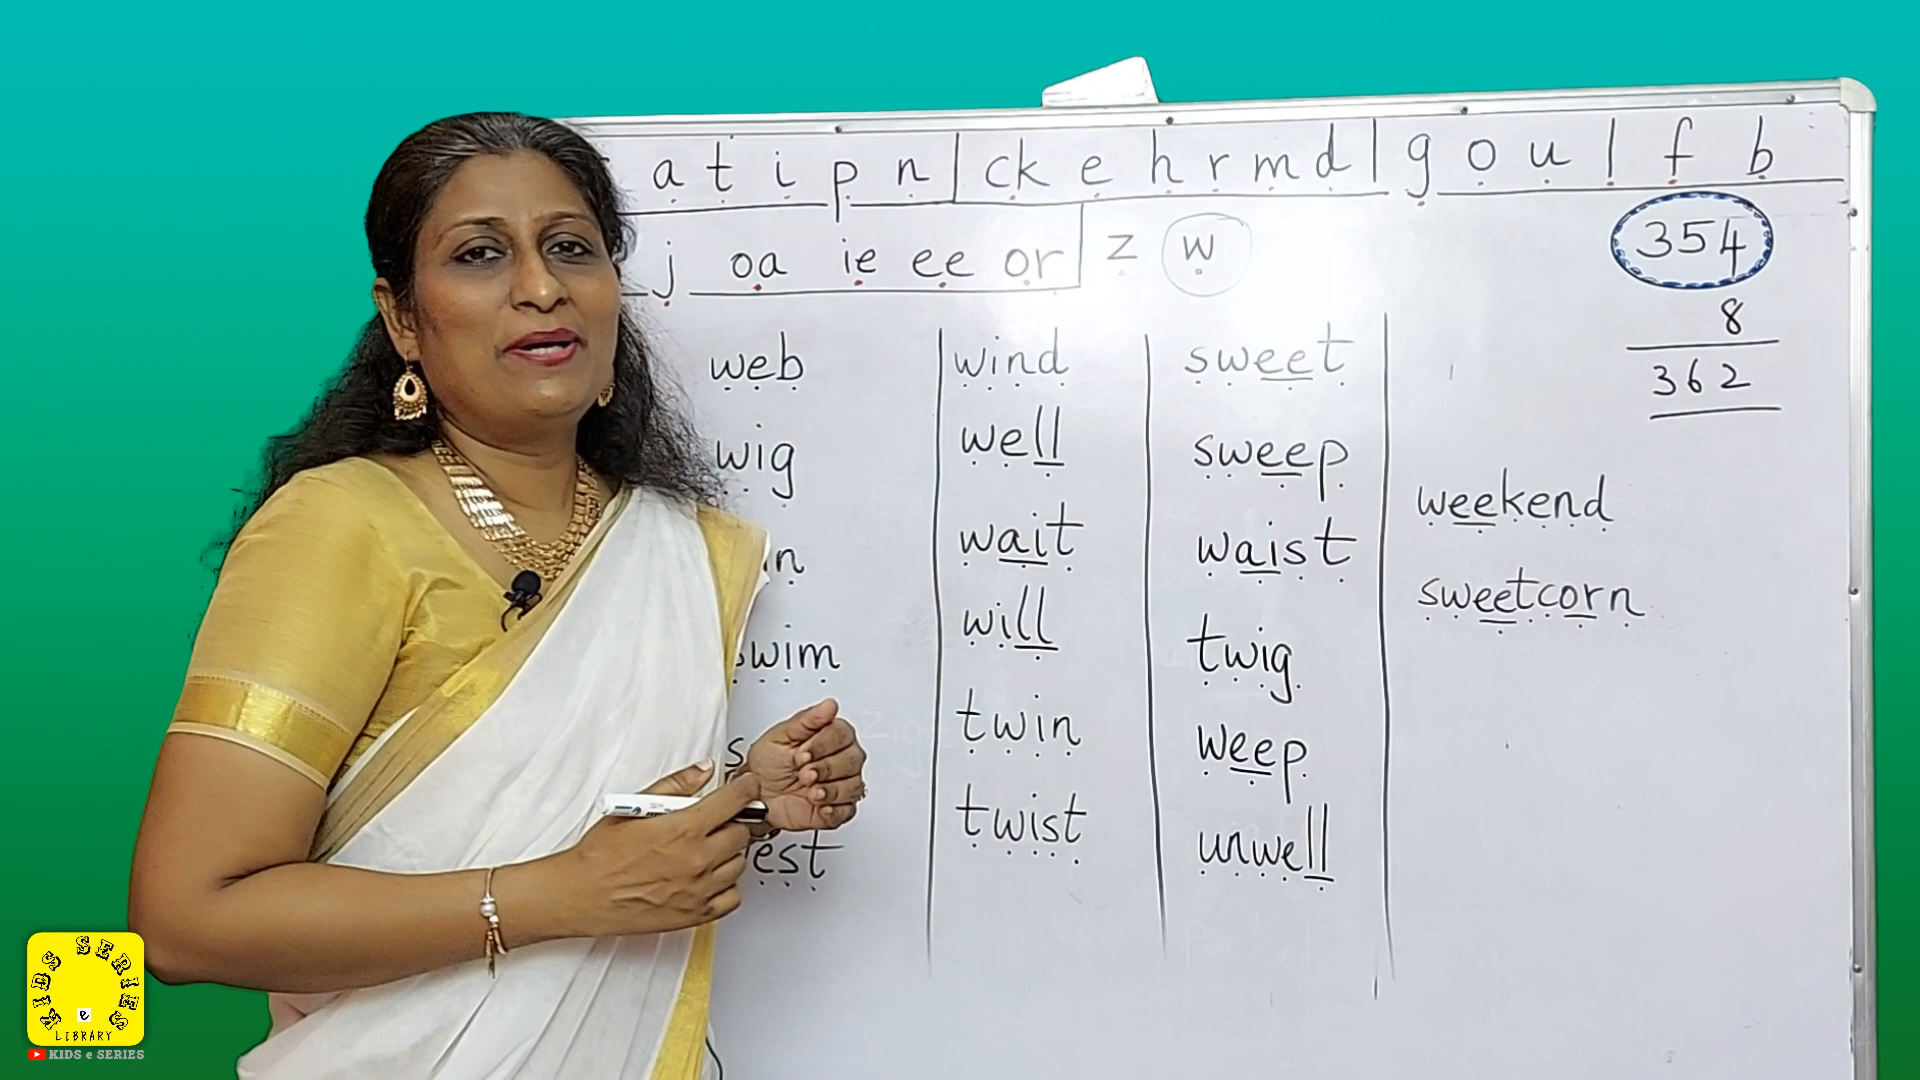 a t i p n | ck e h r m d | g o u l f b
j oa ie ee or | z w
354
8
362
web
wig
swim
wind
well
wait
will
twin
twist
sweet
sweep
waist
twig
weep
unwell
weekend
sweetcorn
KIDS SERIES
e
LIBRARY
KIDS e SERIES